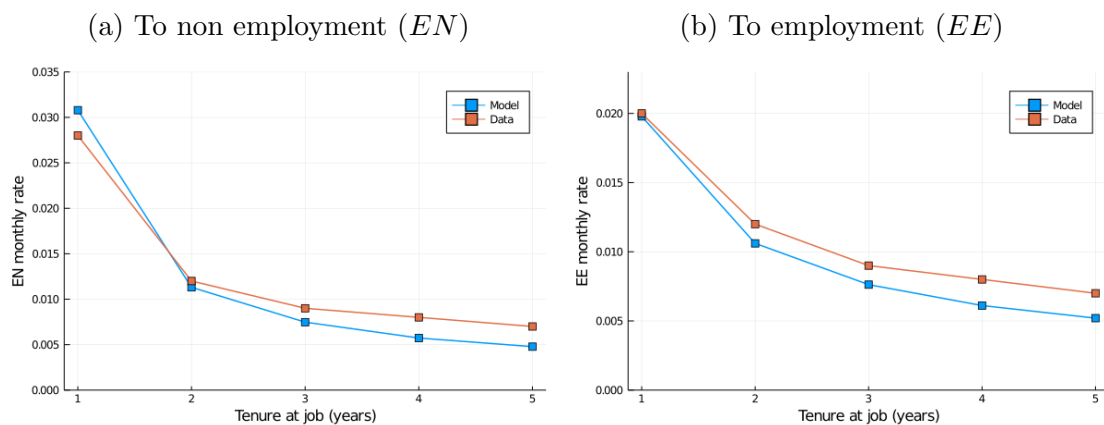 (a) To non employment (EN)
0.035
0.030
0.025
0.020
0.015
0.010
0.005
0.000
EN monthly rate
1 2 3 4 5
Tenure at job (years)
Model
Data
(b) To employment (EE)
0.020
0.015
0.010
0.005
0.000
EE monthly rate
1 2 3 4 5
Tenure at job (years)
Model
Data